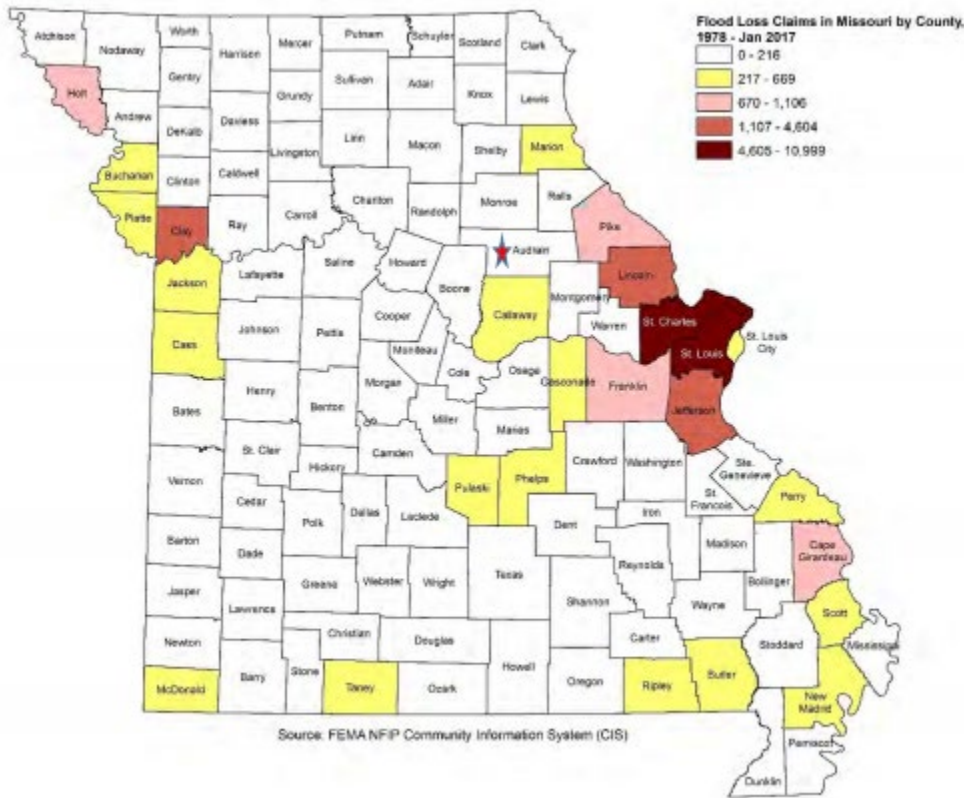 Flood Loss Claims in Missouri by County,
1978 - Jan 2017
0 - 216
217 - 669
670 - 1,106
1,107 - 4,604
4,605 - 10,999
Atchison
Nodaway
Worth
Harrison
Mercer
Putnam
Schuyler
Scotland
Clark
Gentry
Sullivan
Adair
Knox
Lewis
Holt
Andrew
DeKalb
Daviess
Grundy
Linn
Macon
Shelby
Marion
Livingston
Buchanan
Clinton
Caldwell
Chariton
Randolph
Monroe
Ralls
Platte
Clay
Ray
Carroll
Pike
Saline
Howard
Audrain
Lincoln
Jackson
Lafayette
Boone
Callaway
Montgomery
Warren
St. Charles
St. Louis
St. Louis
City
Cass
Johnson
Pettis
Cooper
Moniteau
Cole
Osage
Gasconade
Franklin
Jefferson
Bates
Henry
Benton
Morgan
Miller
Maries
St. Clair
Hickory
Camden
Pulaski
Phelps
Crawford
Washington
Ste.
Genevieve
St.
Francois
Perry
Vernon
Cedar
Polk
Dallas
Laclede
Dent
Iron
Madison
Cape
Girardeau
Barton
Dade
Greene
Webster
Wright
Texas
Reynolds
Bollinger
Jasper
Lawrence
Shannon
Wayne
Scott
Newton
Christian
Douglas
Carter
Stoddard
Mississippi
McDonald
Barry
Stone
Taney
Ozark
Howell
Oregon
Ripley
Butler
New
Madrid
Pemiscot
Dunklin
Source: FEMA NFIP Community Information System (CIS)